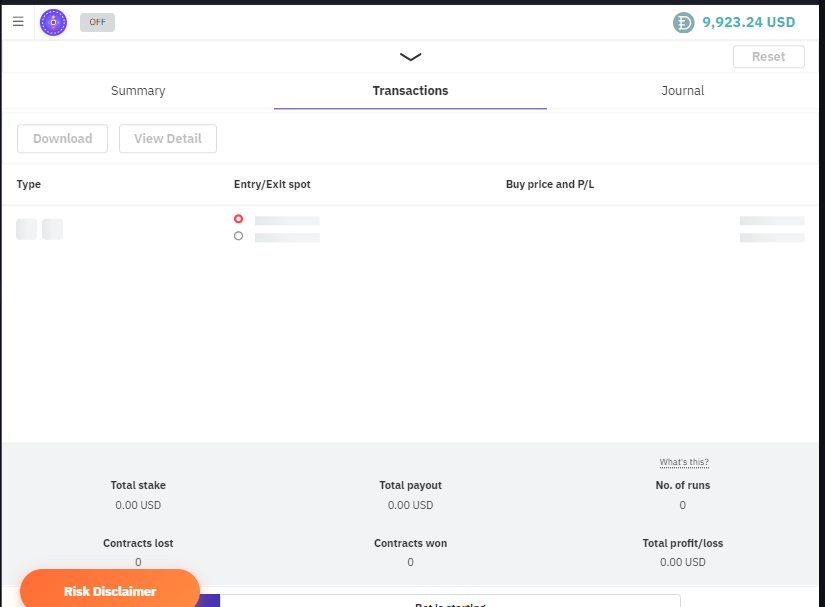 OFF
9,923.24 USD
Reset
Summary
Transactions
Journal
Download
View Detail
Type
Entry/Exit spot
Buy price and P/L
What's this?
Total stake
Total payout
No. of runs
0.00 USD
0.00 USD
0
Contracts lost
Contracts won
Total profit/loss
0
0
0.00 USD
Risk Disclaimer
Bot is starting